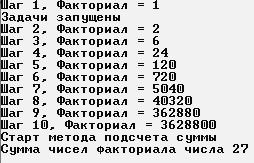 Шаг 1, Факториал = 1
Задачи запущены
Шаг 2, Факториал = 2
Шаг 3, Факториал = 6
Шаг 4, Факториал = 24
Шаг 5, Факториал = 120
Шаг 6, Факториал = 720
Шаг 7, Факториал = 5040
Шаг 8, Факториал = 40320
Шаг 9, Факториал = 362880
Шаг 10, Факториал = 3628800
Старт метода подсчета суммы
Сумма чисел факториала числа 27